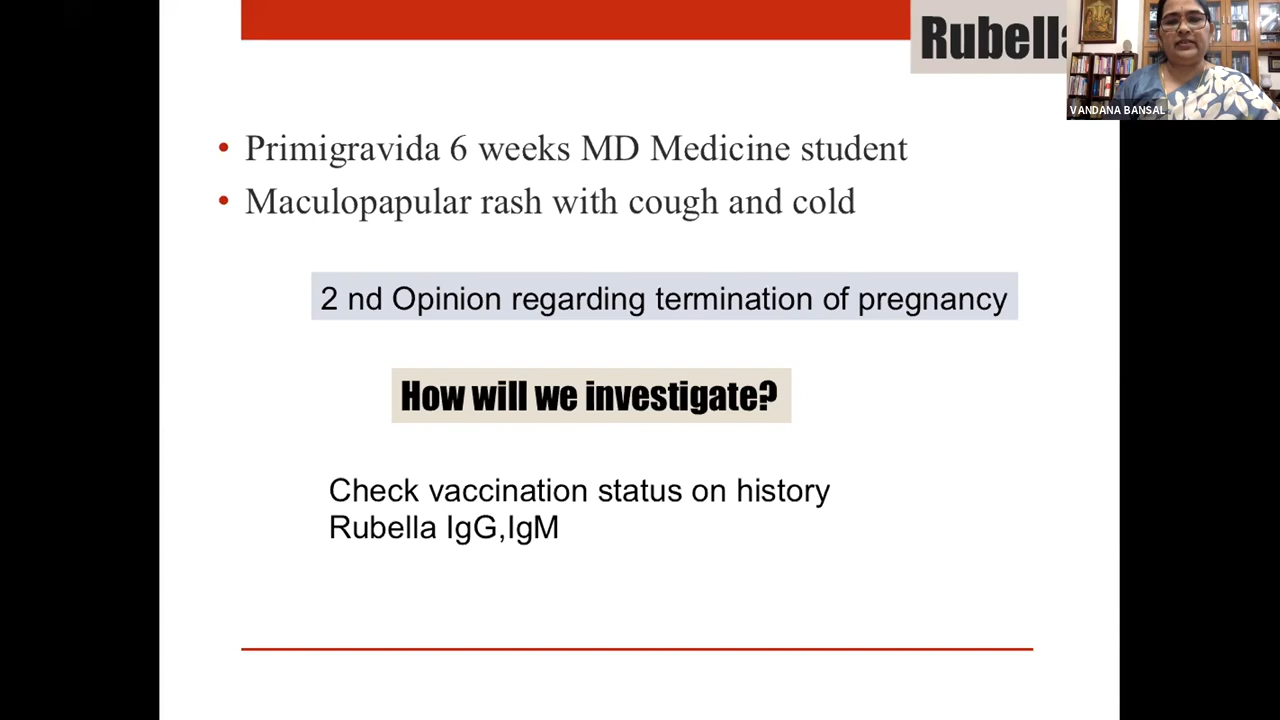 Rubella
VANDANA BANSAL
• Primigravida 6 weeks MD Medicine student
• Maculopapular rash with cough and cold
2 nd Opinion regarding termination of pregnancy
How will we investigate?
Check vaccination status on history
Rubella IgG,IgM